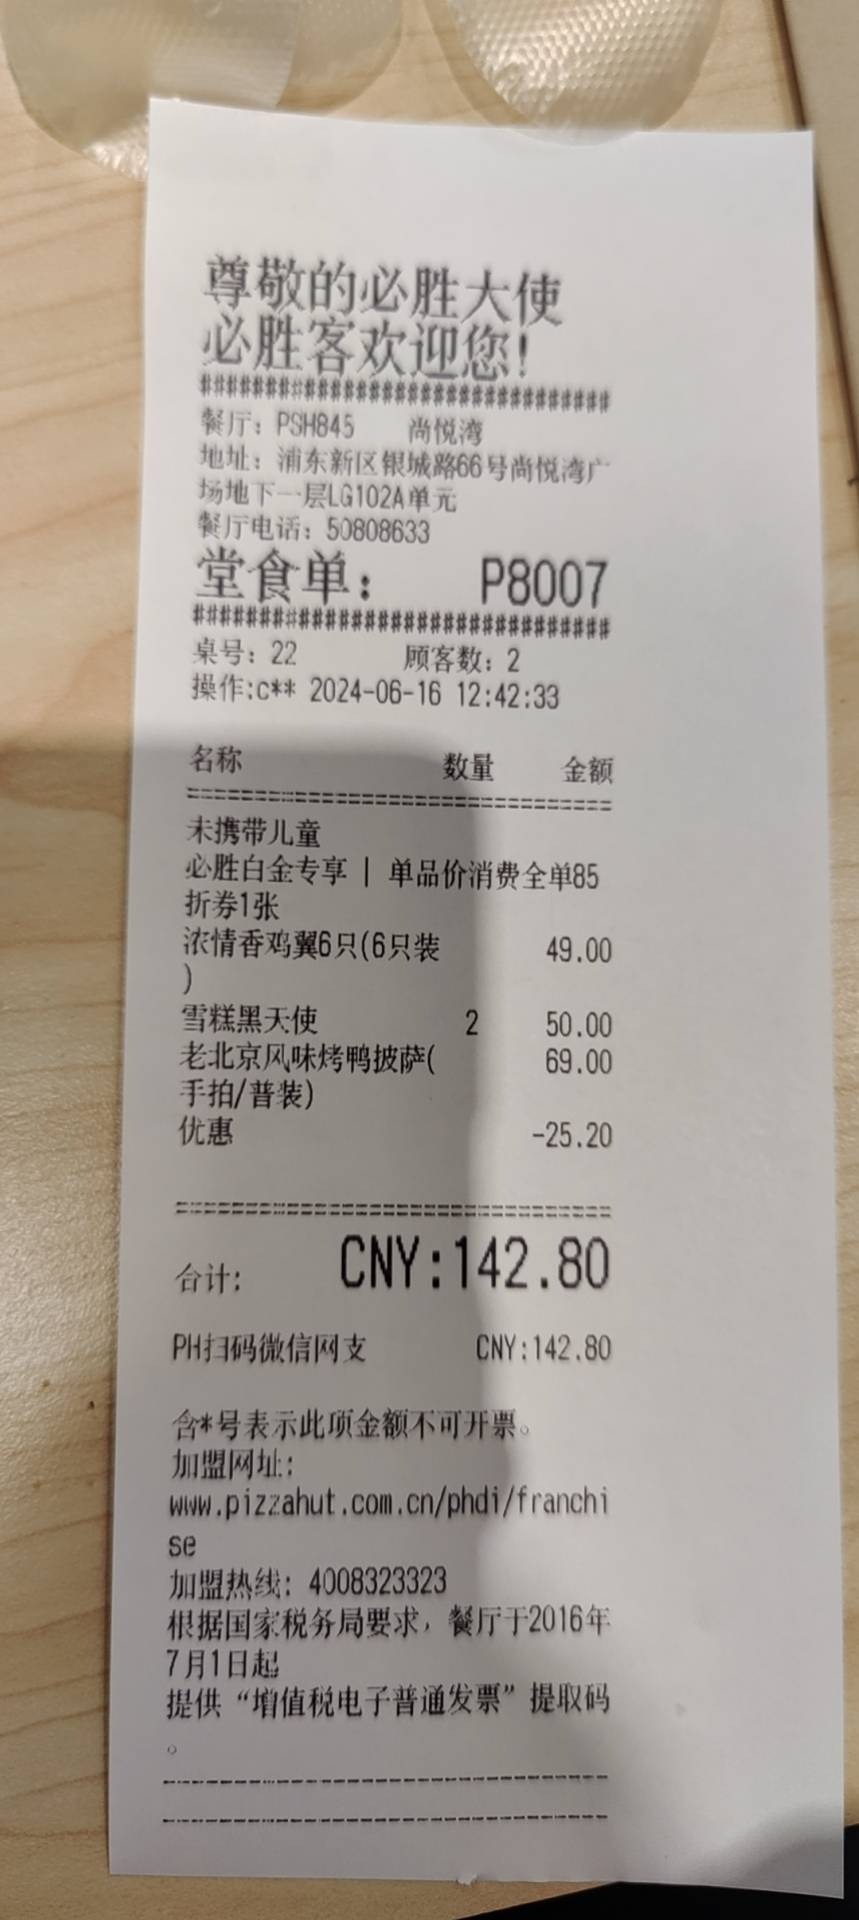 尊敬的必胜大使
必胜客欢迎您!
###################################
餐厅: PSH845 尚悦湾
地址: 浦东新区银城路66号尚悦湾广
场地下一层LG102A单元
餐厅电话: 50808633
堂食单: P8007
###################################
桌号: 22 顾客数: 2
操作:c** 2024-06-16 12:42:33
名称 数量 金额
===================================
未携带儿童
必胜白金专享 | 单品价消费全单85
折券1张
浓情香鸡翼6只(6只装 49.00
)
雪糕黑天使 2 50.00
老北京风味烤鸭披萨( 69.00
手拍/普装)
优惠 -25.20
===================================
合计: CNY:142.80
PH扫码微信网支 CNY:142.80
含*号表示此项金额不可开票。
加盟网址:
www.pizzahut.com.cn/phdi/franchi
se
加盟热线: 4008323323
根据国家税务局要求，餐厅于2016年
7月1日起
提供“增值税电子普通发票”提取码
。
-----------------------------------
-----------------------------------